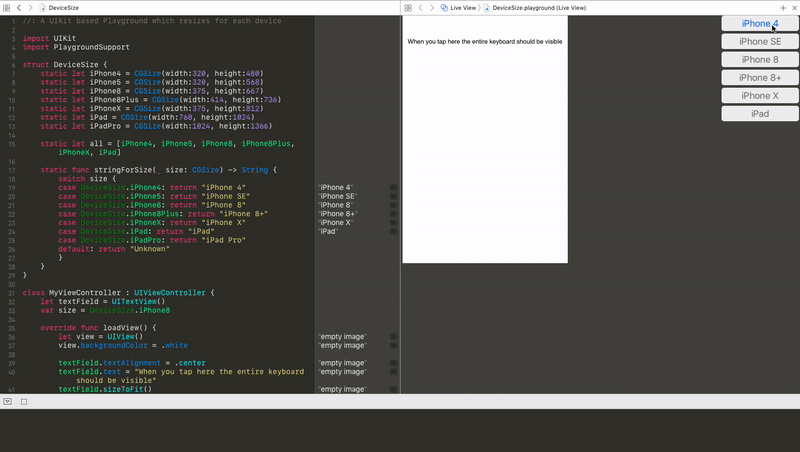 DeviceSize
1 //: A UIKit based Playground which resizes for each device
2
3 import UIKit
4 import PlaygroundSupport
5
6 struct DeviceSize {
7 static let iPhone4 = CGSize(width:320, height:480)
8 static let iPhone5 = CGSize(width:320, height:568)
9 static let iPhone8 = CGSize(width:375, height:667)
10 static let iPhone8Plus = CGSize(width:414, height:736)
11 static let iPhoneX = CGSize(width:375, height:812)
12 static let iPad = CGSize(width:768, height:1024)
13 static let iPadPro = CGSize(width:1024, height:1366)
14
15 static let all = [iPhone4, iPhone5, iPhone8, iPhone8Plus,
iPhoneX, iPad]
16
17 static func stringForSize(_ size: CGSize) -> String {
18 switch size {
19 case DeviceSize.iPhone4: return "iPhone 4"
20 case DeviceSize.iPhone5: return "iPhone SE"
21 case DeviceSize.iPhone8: return "iPhone 8"
22 case DeviceSize.iPhone8Plus: return "iPhone 8+"
23 case DeviceSize.iPhoneX: return "iPhone X"
24 case DeviceSize.iPad: return "iPad"
25 case DeviceSize.iPadPro: return "iPad Pro"
26 default: return "Unknown"
27 }
28 }
29 }
30
31 class MyViewController : UIViewController {
32 let textField = UITextView()
33 var size = DeviceSize.iPhone8
34
35 override func loadView() {
36 let view = UIView()
37 view.backgroundColor = .white
38
39 textField.textAlignment = .center
40 textField.text = "When you tap here the entire keyboard
should be visible"
41 textField.sizeToFit()
"iPhone 4"
"iPhone SE"
"iPhone 8"
"iPhone 8+"
"iPhone X"
"iPad"
"empty image"
"empty image"
"empty image"
"empty image"
"empty image"
Live View
DeviceSize.playground (Live View)
When you tap here the entire keyboard should be visible
iPhone 4
iPhone SE
iPhone 8
iPhone 8+
iPhone X
iPad